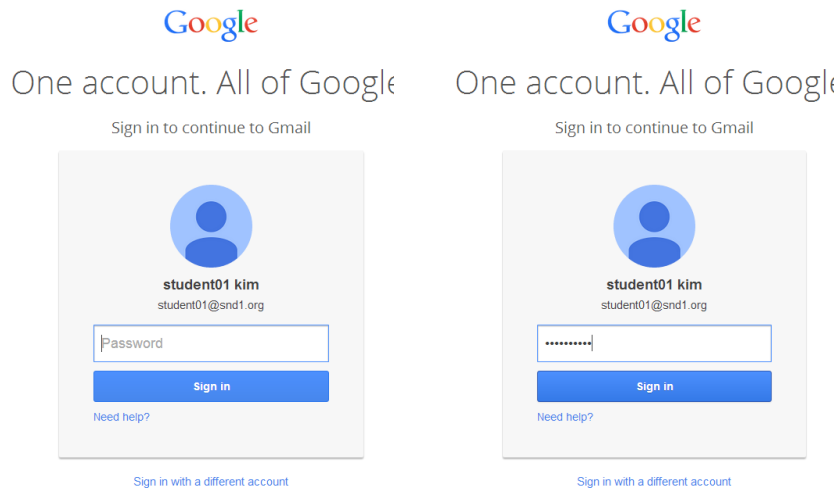 Google
One account. All of Google
Sign in to continue to Gmail
student01 kim
student01@snd1.org
Password
Sign in
Need help?
Sign in with a different account
Google
One account. All of Google
Sign in to continue to Gmail
student01 kim
student01@snd1.org
••••••••••
Sign in
Need help?
Sign in with a different account